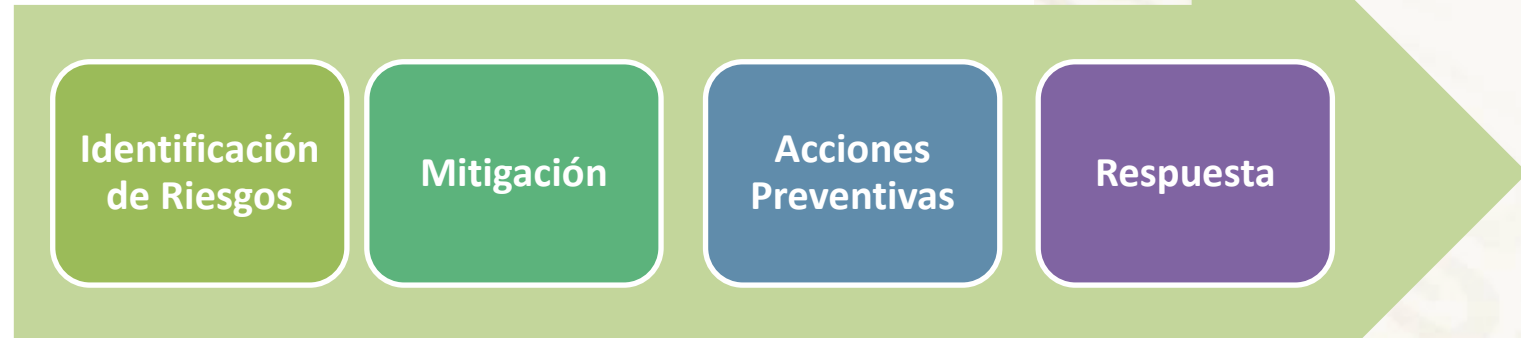 Identificación
de Riesgos
Mitigación
Acciones
Preventivas
Respuesta